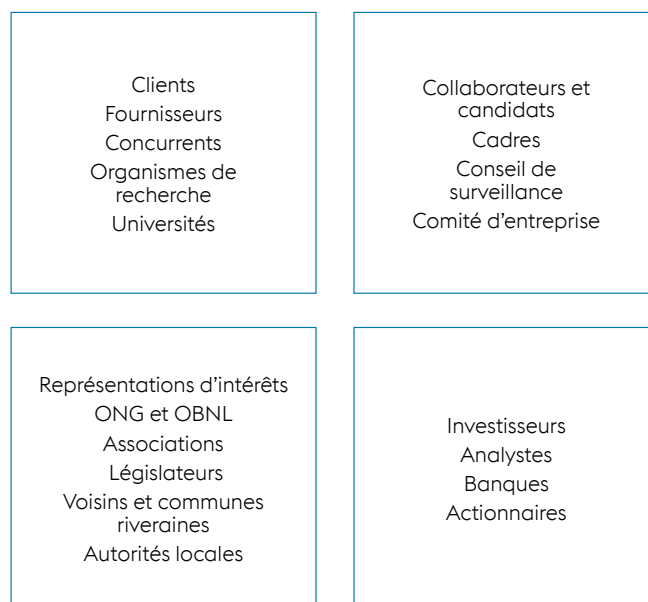 Clients
Fournisseurs
Concurrents
Organismes de
recherche
Universités
Collaborateurs et
candidats
Cadres
Conseil de
surveillance
Comité d'entreprise
Représentations d'intérêts
ONG et OBNL
Associations
Législateurs
Voisins et communes
riveraines
Autorités locales
Investisseurs
Analystes
Banques
Actionnaires